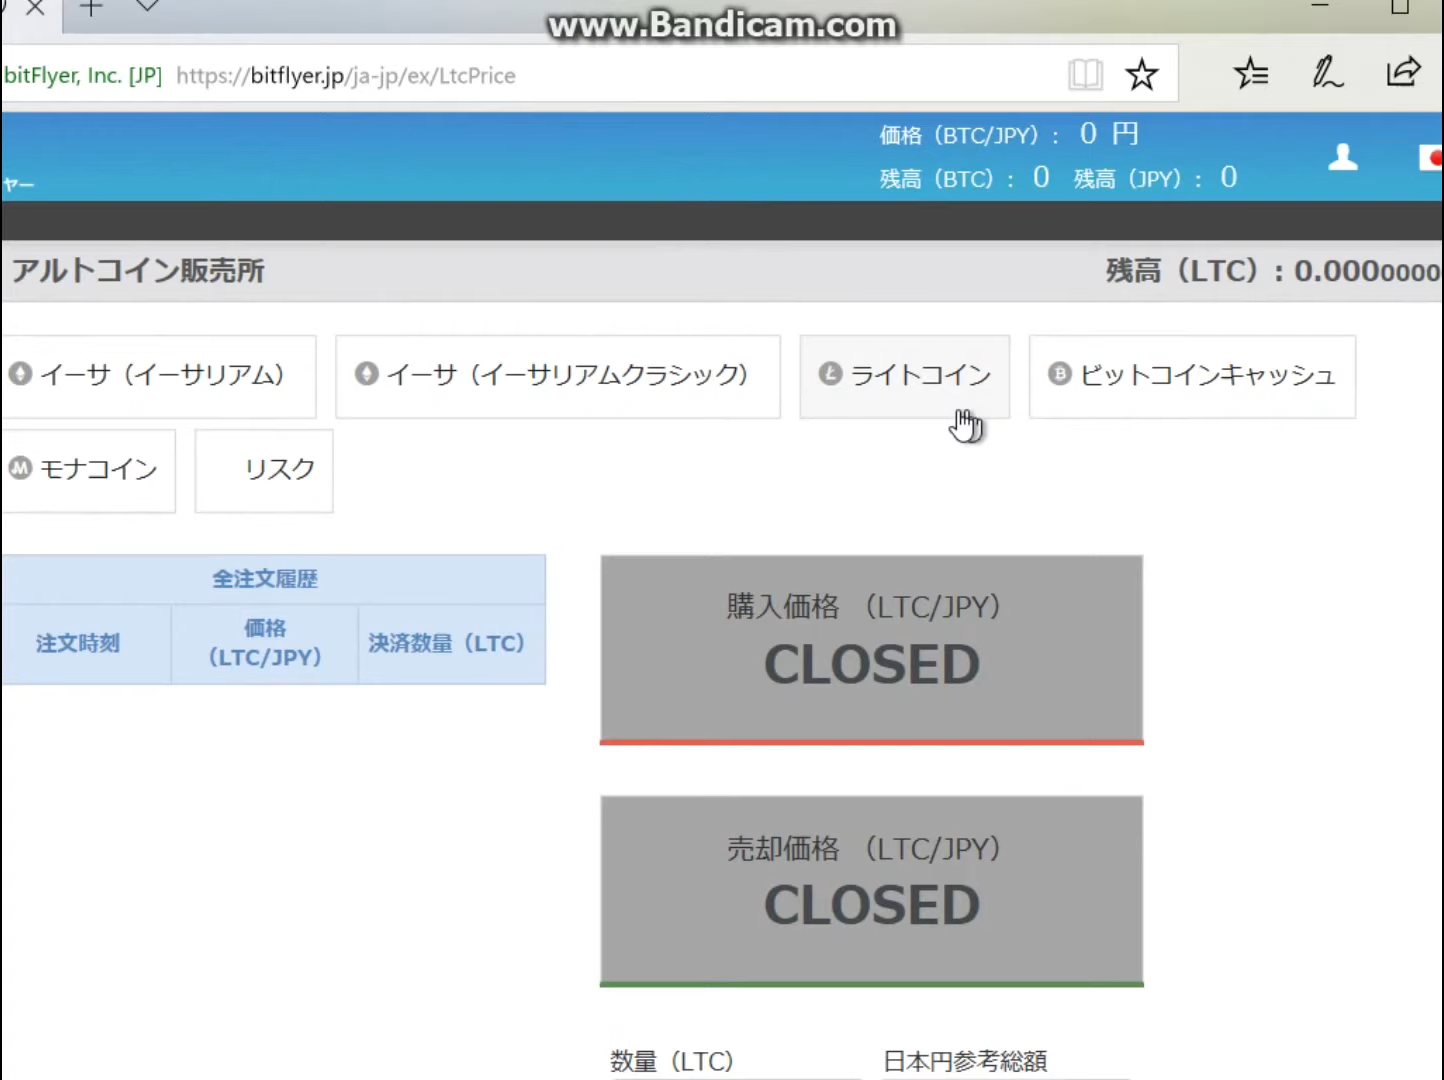 www.Bandicam.com
bitFlyer, Inc. [JP] https://bitflyer.jp/ja-jp/ex/LtcPrice
価格（BTC/JPY）： 0 円
ヤー
残高（BTC）： 0 残高（JPY）： 0
アルトコイン販売所
残高（LTC）: 0.0000000
イーサ（イーサリアム）
イーサ（イーサリアムクラシック）
ライトコイン
ビットコインキャッシュ
モナコイン
リスク
全注文履歴
注文時刻
価格
（LTC/JPY）
決済数量（LTC）
購入価格 （LTC/JPY）
CLOSED
売却価格 （LTC/JPY）
CLOSED
数量（LTC）
日本円参考総額